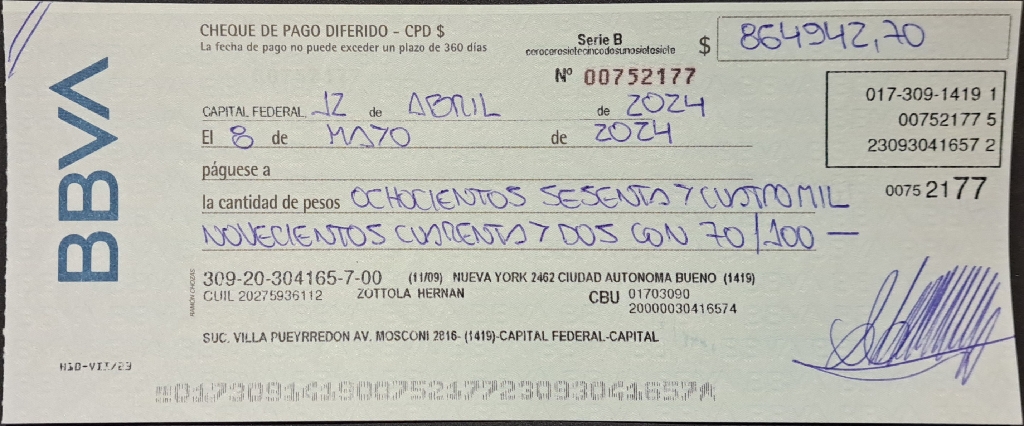 BBVA
CHEQUE DE PAGO DIFERIDO - CPD $
La fecha de pago no puede exceder un plazo de 360 días
Serie B
cerocerosietecincodosunosietesiete
Nº 00752177
$ 864942,70
017-309-1419 1
00752177 5
23093041657 2
0075 2177
CAPITAL FEDERAL, 12 de ABRIL de 2024
El 8 de MAYO de 2024
páguese a
la cantidad de pesos OCHOCIENTOS SESENTA Y CUATRO MIL
NOVECIENTOS CUARENTA Y DOS CON 70/100 —
309-20-304165-7-00 (11/09) NUEVA YORK 2462 CIUDAD AUTONOMA BUENO (1419)
CUIL 20275936112 ZOTTOLA HERNAN CBU 01703090
20000030416574
SUC. VILLA PUEYRREDON AV. MOSCONI 2816- (1419)-CAPITAL FEDERAL-CAPITAL
RAMÓN CHOZAS
H10-VII/23
017309141900752177523093041657